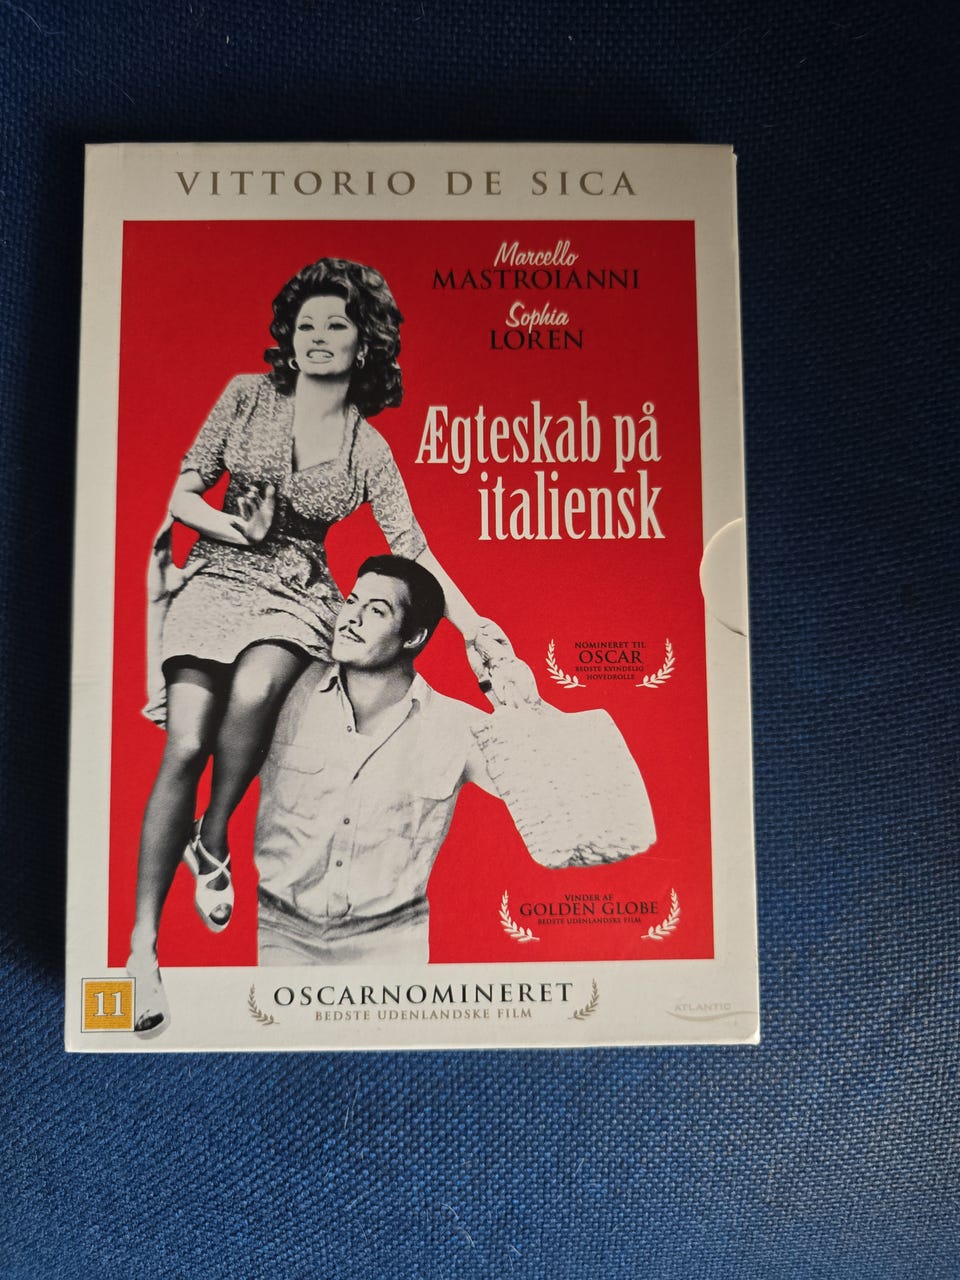 VITTORIO DE SICA
Marcello
MASTROIANNI
Sophia
LOREN
Ægteskab på
italiensk
NOMINERET TIL
OSCAR
BEDSTE KVINDELIG
HOVEDROLLE
VINDER AF
GOLDEN GLOBE
BEDSTE UDENLANDSKE FILM
11
OSCARNOMINERET
BEDSTE UDENLANDSKE FILM
ATLANTIC